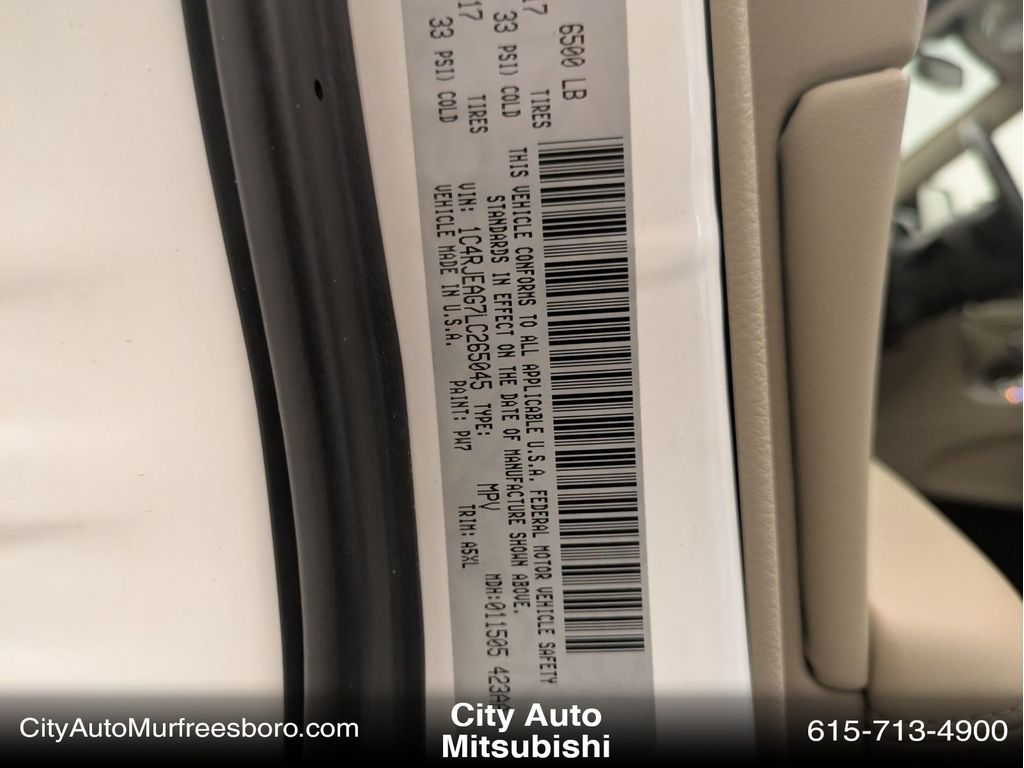 6500 LB
17 TIRES
33 PSI) COLD
17 TIRES
33 PSI) COLD
THIS VEHICLE CONFORMS TO ALL APPLICABLE U.S.A. FEDERAL MOTOR VEHICLE SAFETY
STANDARDS IN EFFECT ON THE DATE OF MANUFACTURE SHOWN ABOVE.
VIN: 1C4RJEAG7LC265045 TYPE: MPV MDH:011505 423AA
VEHICLE MADE IN U.S.A. PAINT: PW7 TRIM: A5XL
CityAutoMurfreesboro.com
City Auto
Mitsubishi
615-713-4900